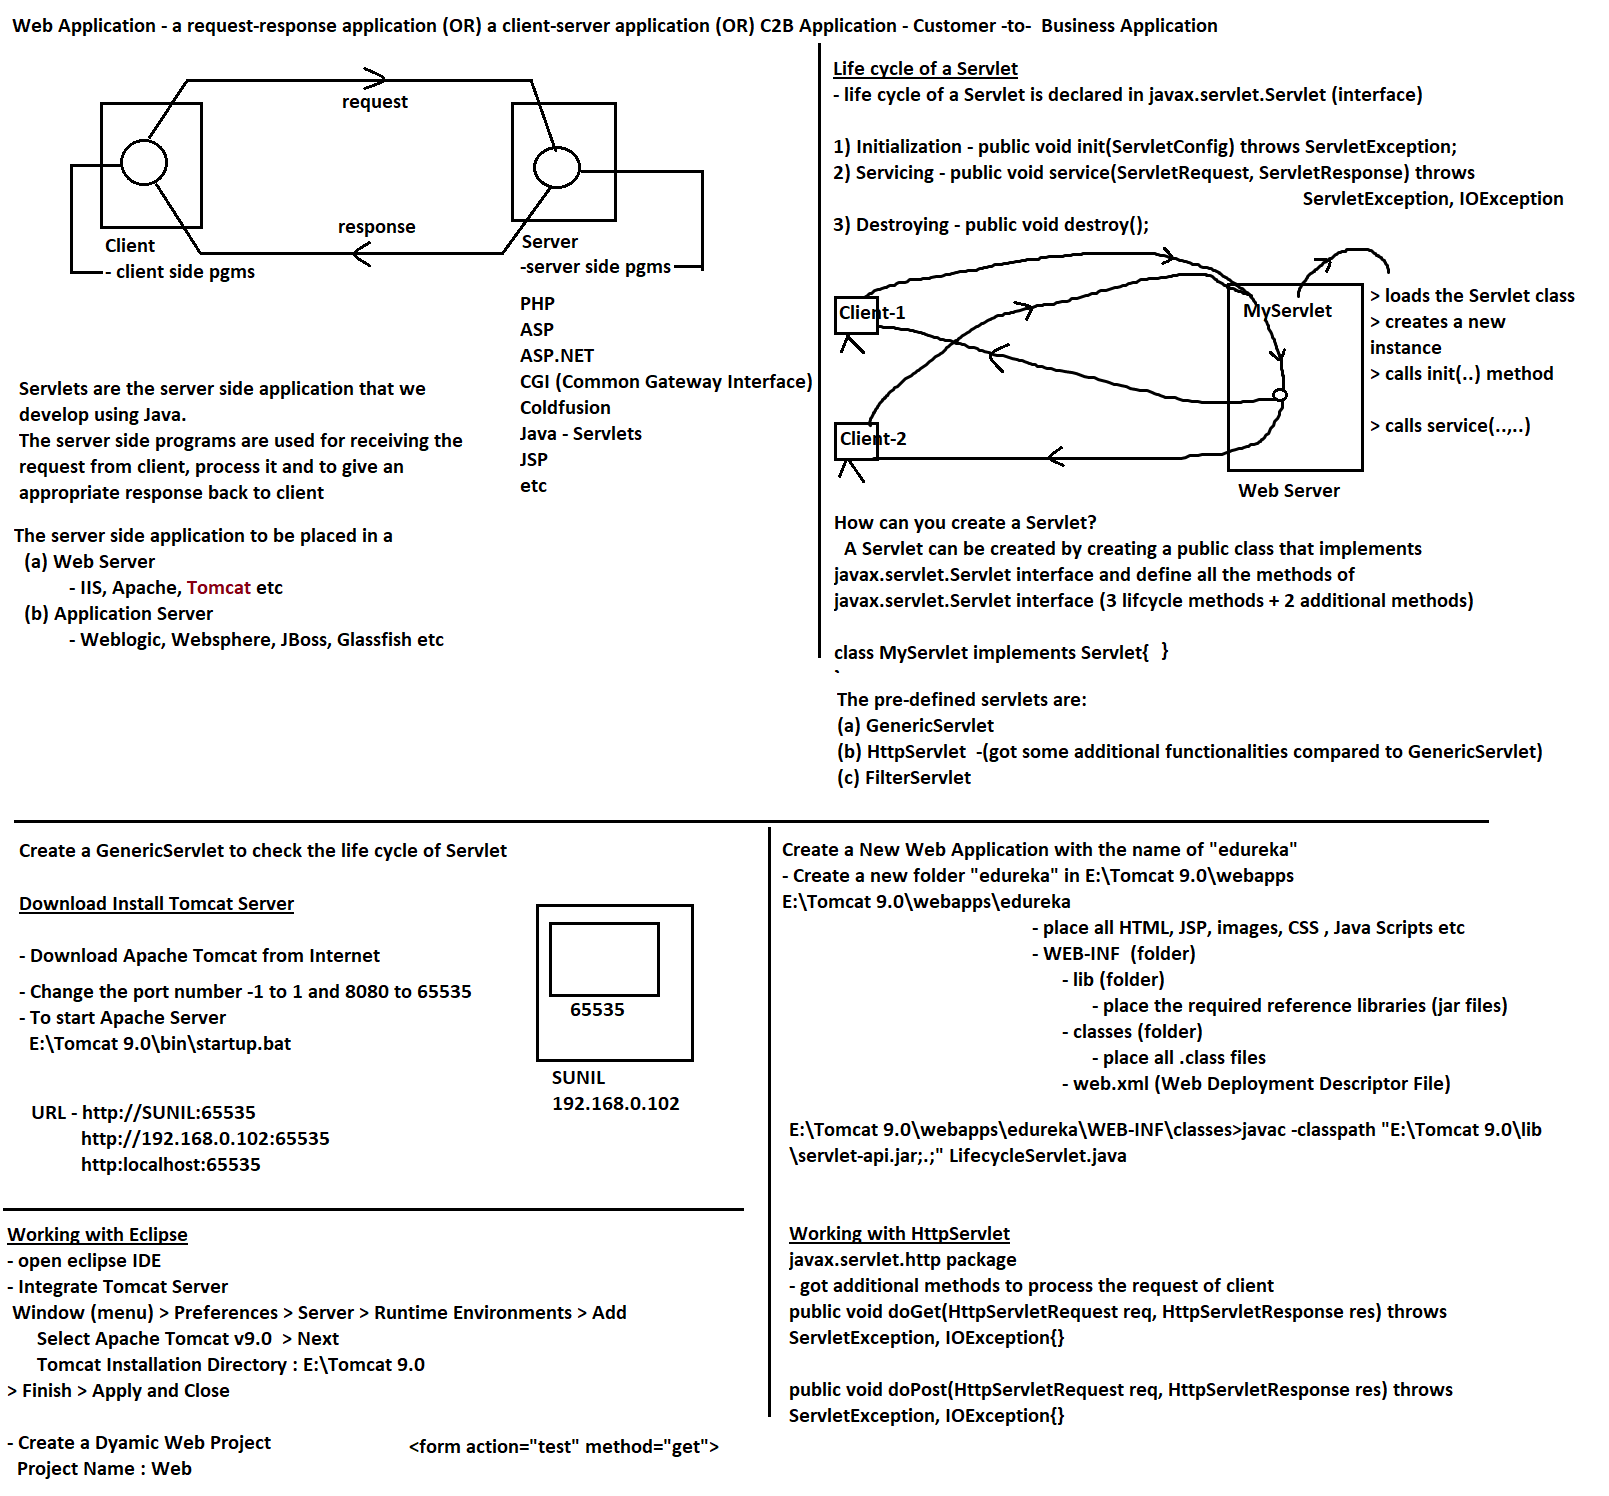 Web Application - a request-response application (OR) a client-server application (OR) C2B Application - Customer -to-  Business Application
request
response
Client
- client side pgms
Server
-server side pgms
PHP
ASP
ASP.NET
CGI (Common Gateway Interface)
Coldfusion
Java - Servlets
JSP
etc
Servlets are the server side application that we
develop using Java.
The server side programs are used for receiving the
request from client, process it and to give an
appropriate response back to client
The server side application to be placed in a
(a) Web Server
- IIS, Apache, Tomcat etc
(b) Application Server
- Weblogic, Websphere, JBoss, Glassfish etc
Life cycle of a Servlet
- life cycle of a Servlet is declared in javax.servlet.Servlet (interface)
1) Initialization - public void init(ServletConfig) throws ServletException;
2) Servicing - public void service(ServletRequest, ServletResponse) throws
ServletException, IOException
3) Destroying - public void destroy();
Client-1
Client-2
MyServlet
Web Server
> loads the Servlet class
> creates a new
instance
> calls init(..) method
> calls service(..,..)
How can you create a Servlet?
A Servlet can be created by creating a public class that implements
javax.servlet.Servlet interface and define all the methods of
javax.servlet.Servlet interface (3 lifcycle methods + 2 additional methods)
class MyServlet implements Servlet{  }
The pre-defined servlets are:
(a) GenericServlet
(b) HttpServlet  -(got some additional functionalities compared to GenericServlet)
(c) FilterServlet
Create a GenericServlet to check the life cycle of Servlet
Download Install Tomcat Server
- Download Apache Tomcat from Internet
- Change the port number -1 to 1 and 8080 to 65535
- To start Apache Server
E:\Tomcat 9.0\bin\startup.bat
65535
SUNIL
192.168.0.102
URL - http://SUNIL:65535
http://192.168.0.102:65535
http:localhost:65535
Working with Eclipse
- open eclipse IDE
- Integrate Tomcat Server
Window (menu) > Preferences > Server > Runtime Environments > Add
Select Apache Tomcat v9.0  > Next
Tomcat Installation Directory : E:\Tomcat 9.0
> Finish > Apply and Close
- Create a Dyamic Web Project
Project Name : Web
<form action="test" method="get">
Create a New Web Application with the name of "edureka"
- Create a new folder "edureka" in E:\Tomcat 9.0\webapps
E:\Tomcat 9.0\webapps\edureka
- place all HTML, JSP, images, CSS , Java Scripts etc
- WEB-INF  (folder)
- lib (folder)
- place the required reference libraries (jar files)
- classes (folder)
- place all .class files
- web.xml (Web Deployment Descriptor File)
E:\Tomcat 9.0\webapps\edureka\WEB-INF\classes>javac -classpath "E:\Tomcat 9.0\lib
\servlet-api.jar;.;" LifecycleServlet.java
Working with HttpServlet
javax.servlet.http package
- got additional methods to process the request of client
public void doGet(HttpServletRequest req, HttpServletResponse res) throws
ServletException, IOException{}
public void doPost(HttpServletRequest req, HttpServletResponse res) throws
ServletException, IOException{}